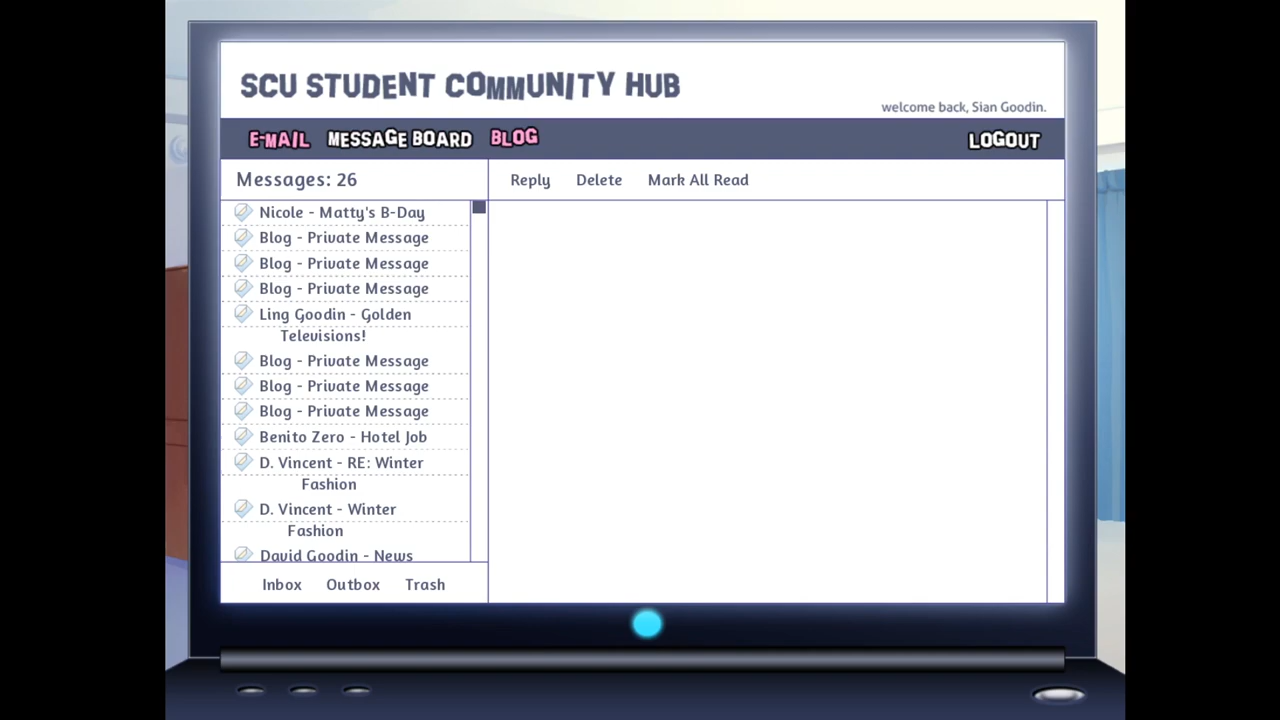 SCU STUDENT COMMUNITY HUB
welcome back, Sian Goodin.
E-MAIL MESSAGE BOARD BLOG LOGOUT
Messages: 26
Reply Delete Mark All Read
Nicole - Matty's B-Day
Blog - Private Message
Blog - Private Message
Blog - Private Message
Ling Goodin - Golden
Televisions!
Blog - Private Message
Blog - Private Message
Blog - Private Message
Benito Zero - Hotel Job
D. Vincent - RE: Winter
Fashion
D. Vincent - Winter
Fashion
David Goodin - News
Inbox Outbox Trash